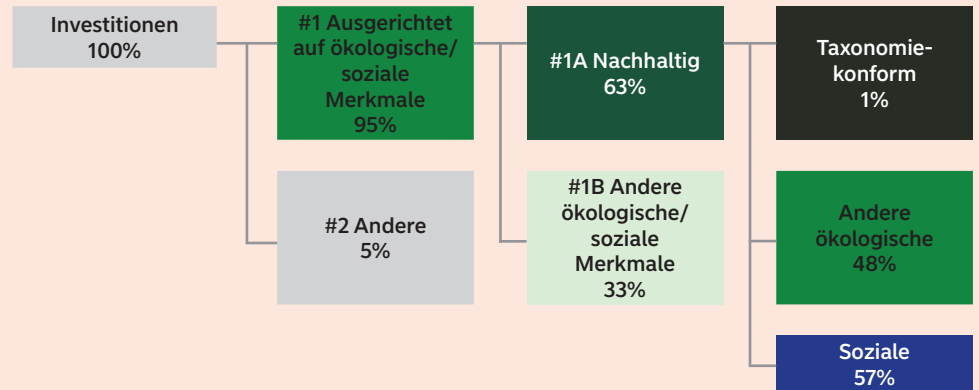 Investitionen
100%
#1 Ausgerichtet
auf ökologische/
soziale
Merkmale
95%
#2 Andere
5%
#1A Nachhaltig
63%
#1B Andere
ökologische/
soziale
Merkmale
33%
Taxonomie-
konform
1%
Andere
ökologische
48%
Soziale
57%